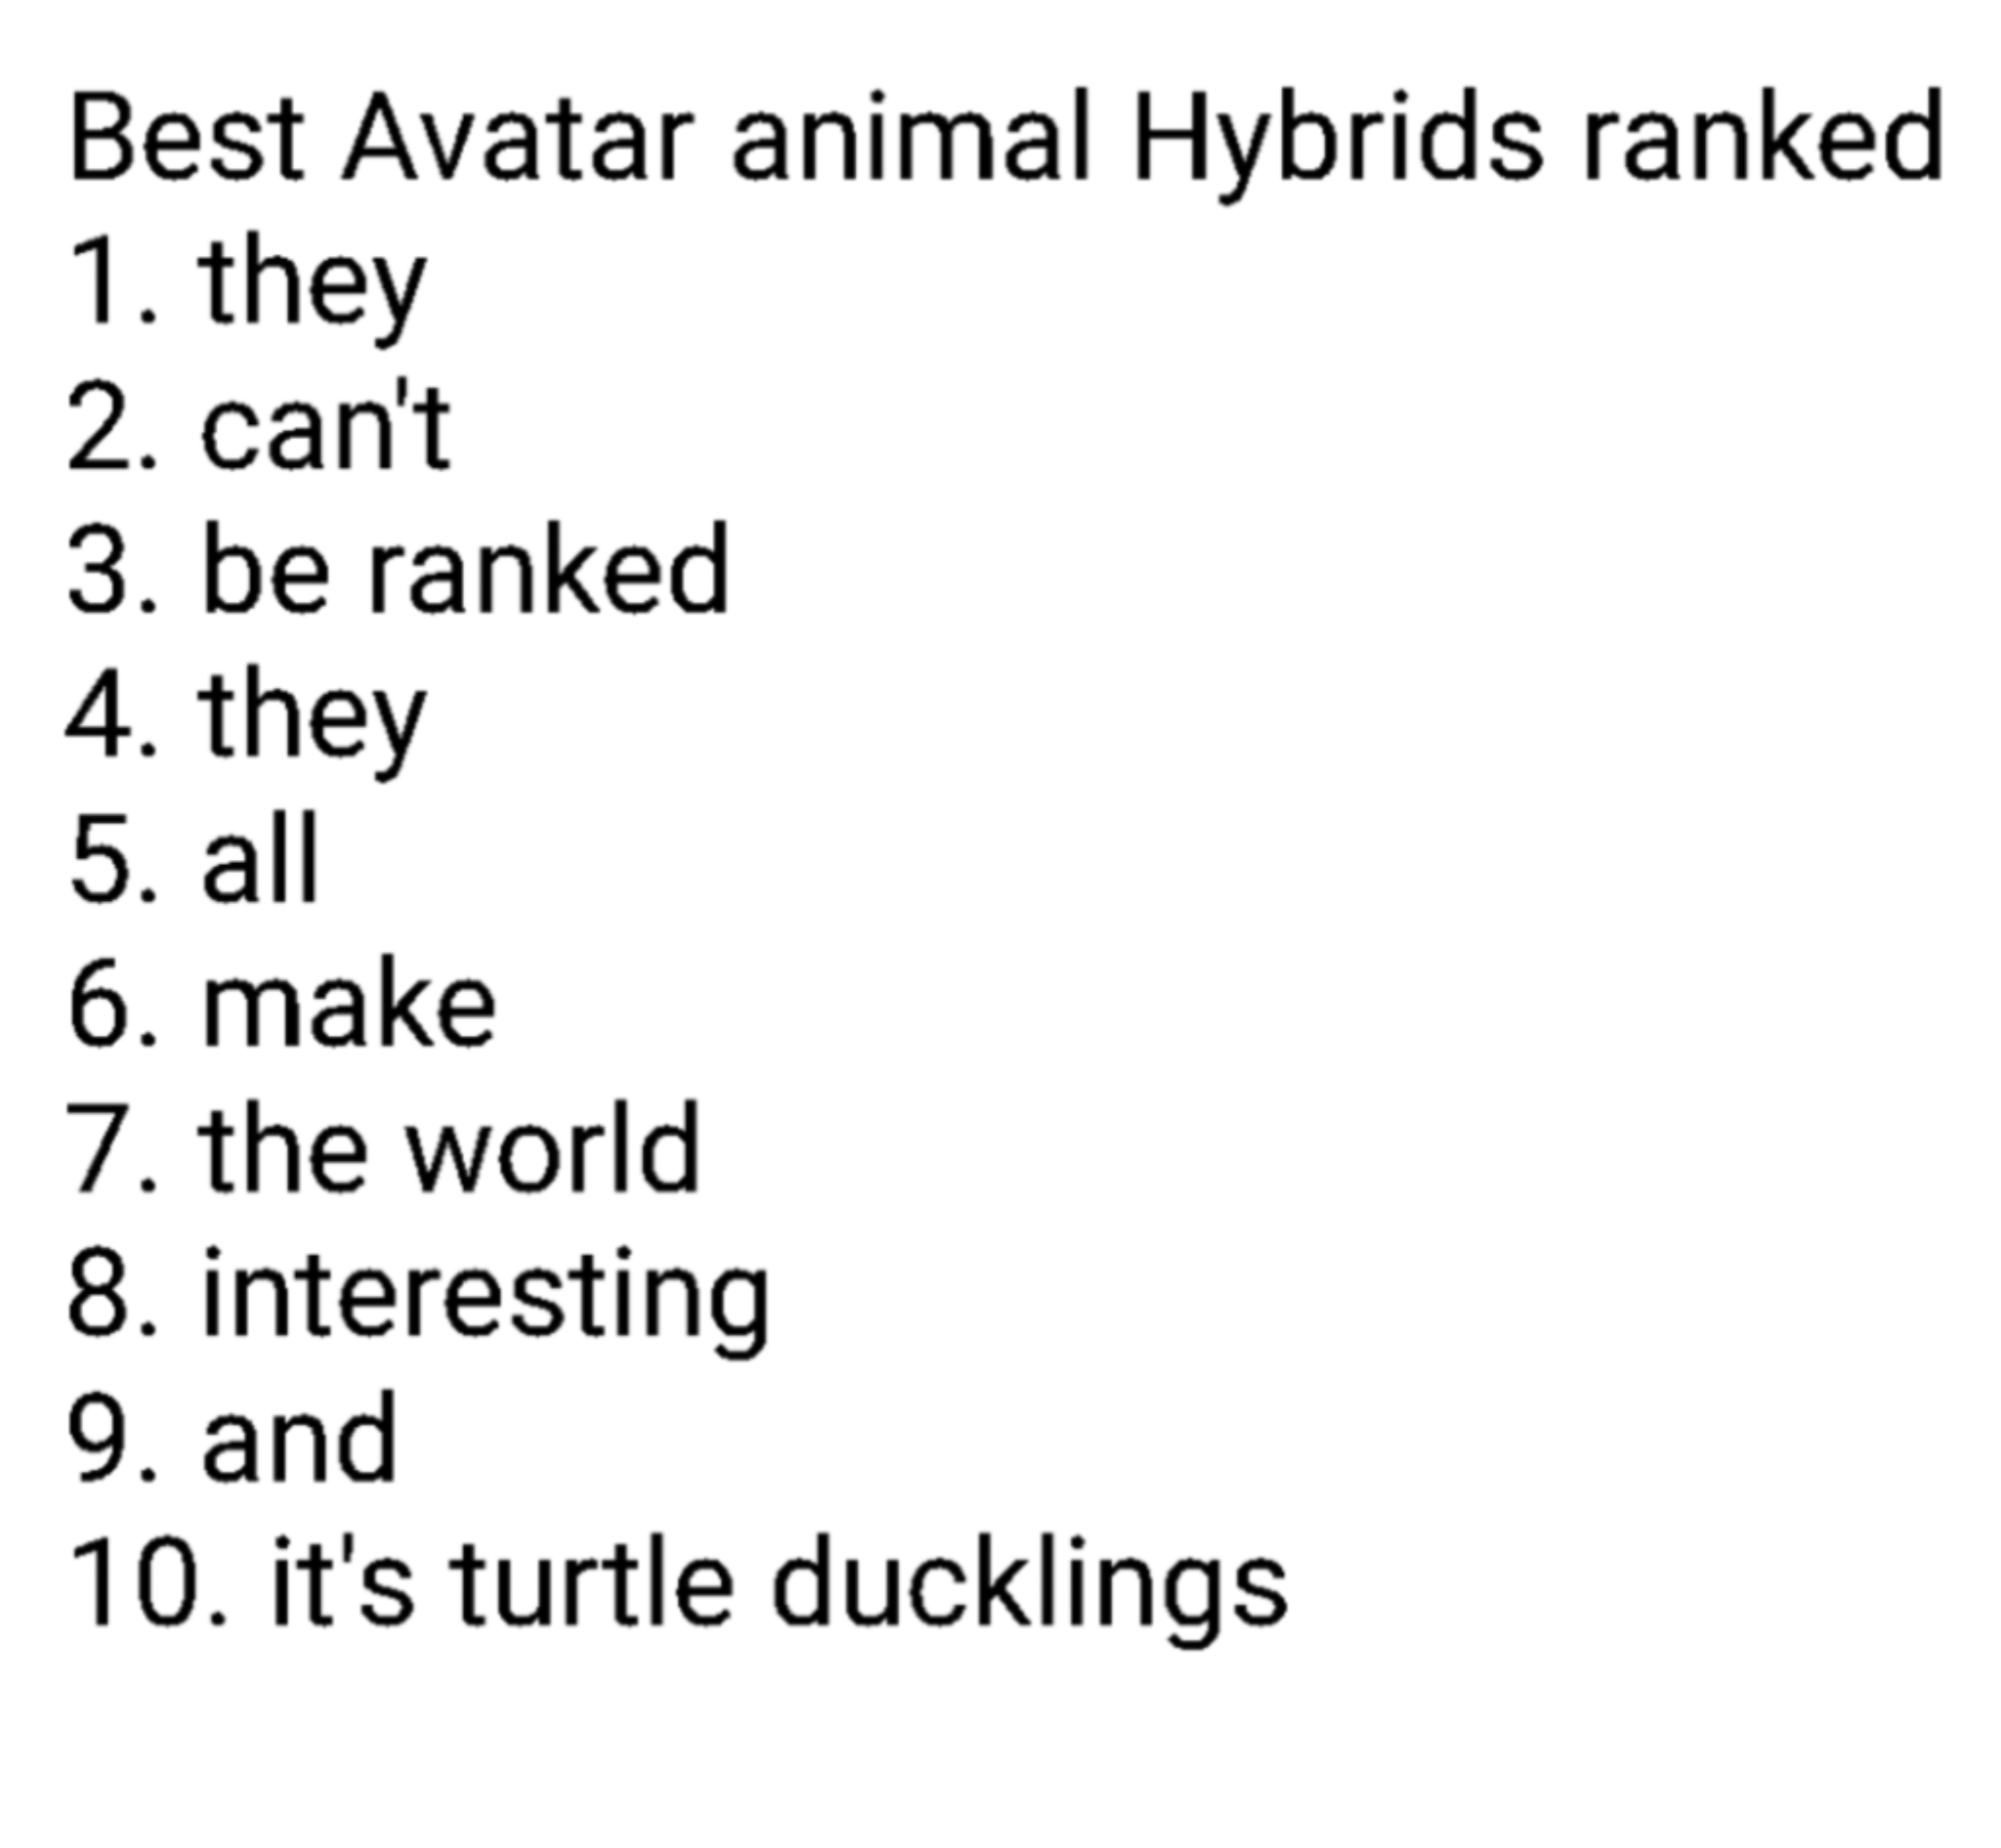 Best Avatar animal Hybrids ranked
1. they
2. can't
3. be ranked
4. they
5. all
6. make
7. the world
8. interesting
9. and
10. it's turtle ducklings